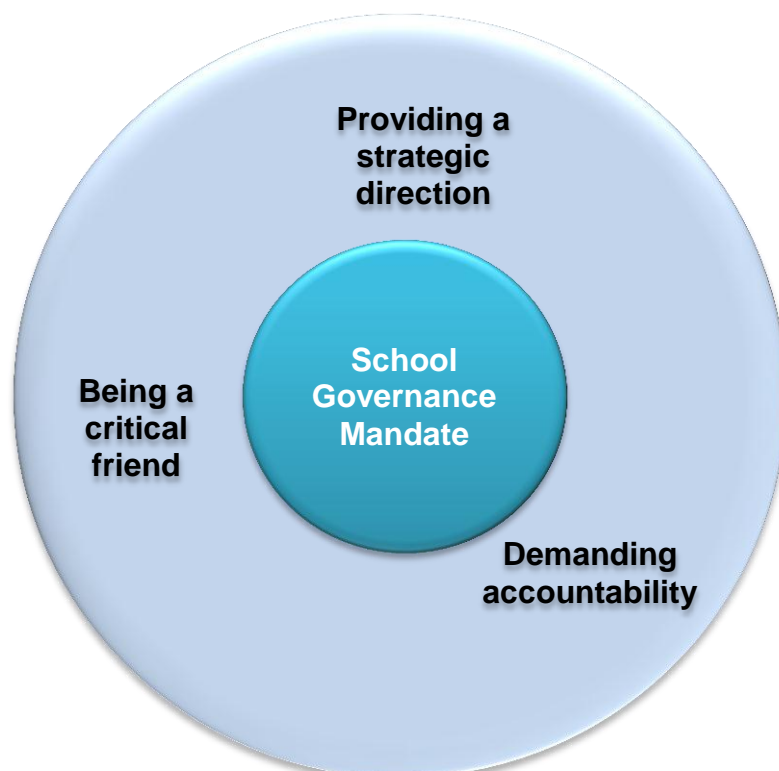 Providing a
strategic
direction
School
Governance
Mandate
Being a
critical
friend
Demanding
accountability